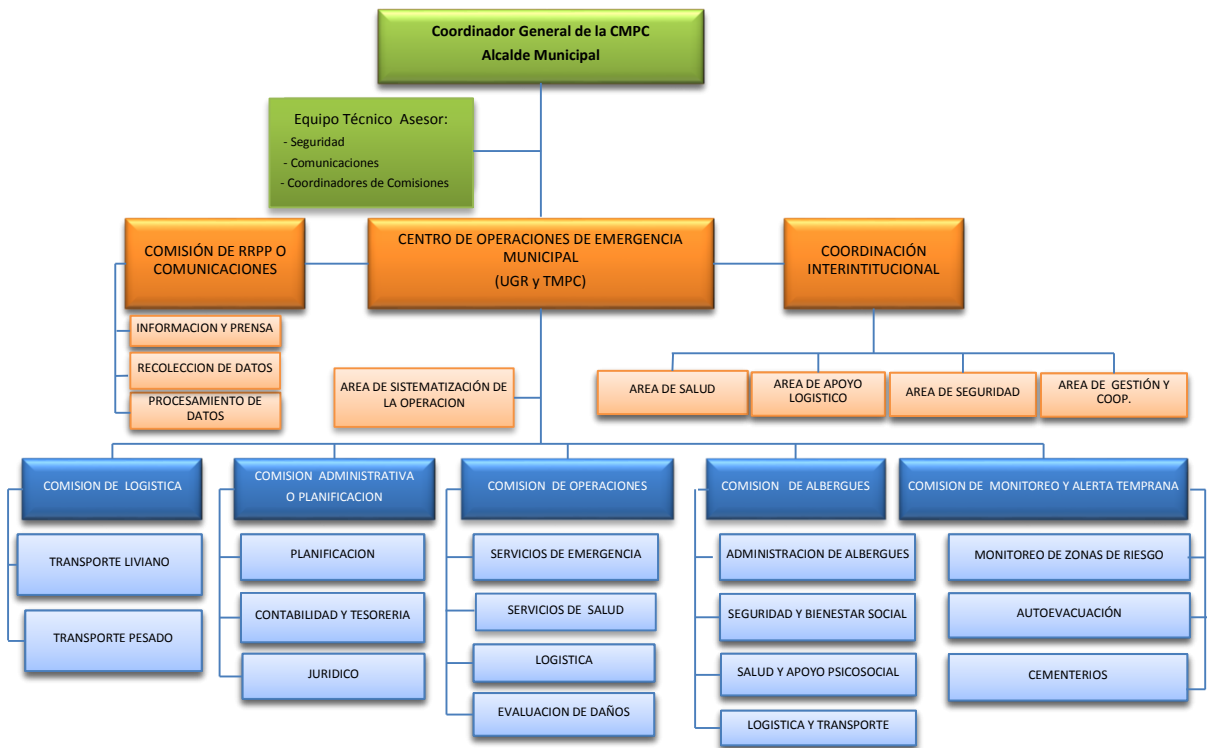 Coordinador General de la CMPC
Alcalde Municipal
Equipo Técnico Asesor:
- Seguridad
- Comunicaciones
- Coordinadores de Comisiones
COMISIÓN DE RRPP O
COMUNICACIONES
CENTRO DE OPERACIONES DE EMERGENCIA
MUNICIPAL
(UGR y TMPC)
COORDINACIÓN
INTERINTITUCIONAL
INFORMACION Y PRENSA
RECOLECCION DE DATOS
PROCESAMIENTO DE
DATOS
AREA DE SISTEMATIZACIÓN DE
LA OPERACION
AREA DE SALUD
AREA DE APOYO
LOGISTICO
AREA DE SEGURIDAD
AREA DE GESTIÓN Y
COOP.
COMISION DE LOGISTICA
TRANSPORTE LIVIANO
TRANSPORTE PESADO
COMISION ADMINISTRATIVA
O PLANIFICACION
PLANIFICACION
CONTABILIDAD Y TESORERIA
JURIDICO
COMISION DE OPERACIONES
SERVICIOS DE EMERGENCIA
SERVICIOS DE SALUD
LOGISTICA
EVALUACION DE DAÑOS
COMISION DE ALBERGUES
ADMINISTRACION DE ALBERGUES
SEGURIDAD Y BIENESTAR SOCIAL
SALUD Y APOYO PSICOSOCIAL
LOGISTICA Y TRANSPORTE
COMISION DE MONITOREO Y ALERTA TEMPRANA
MONITOREO DE ZONAS DE RIESGO
AUTOEVACUACIÓN
CEMENTERIOS